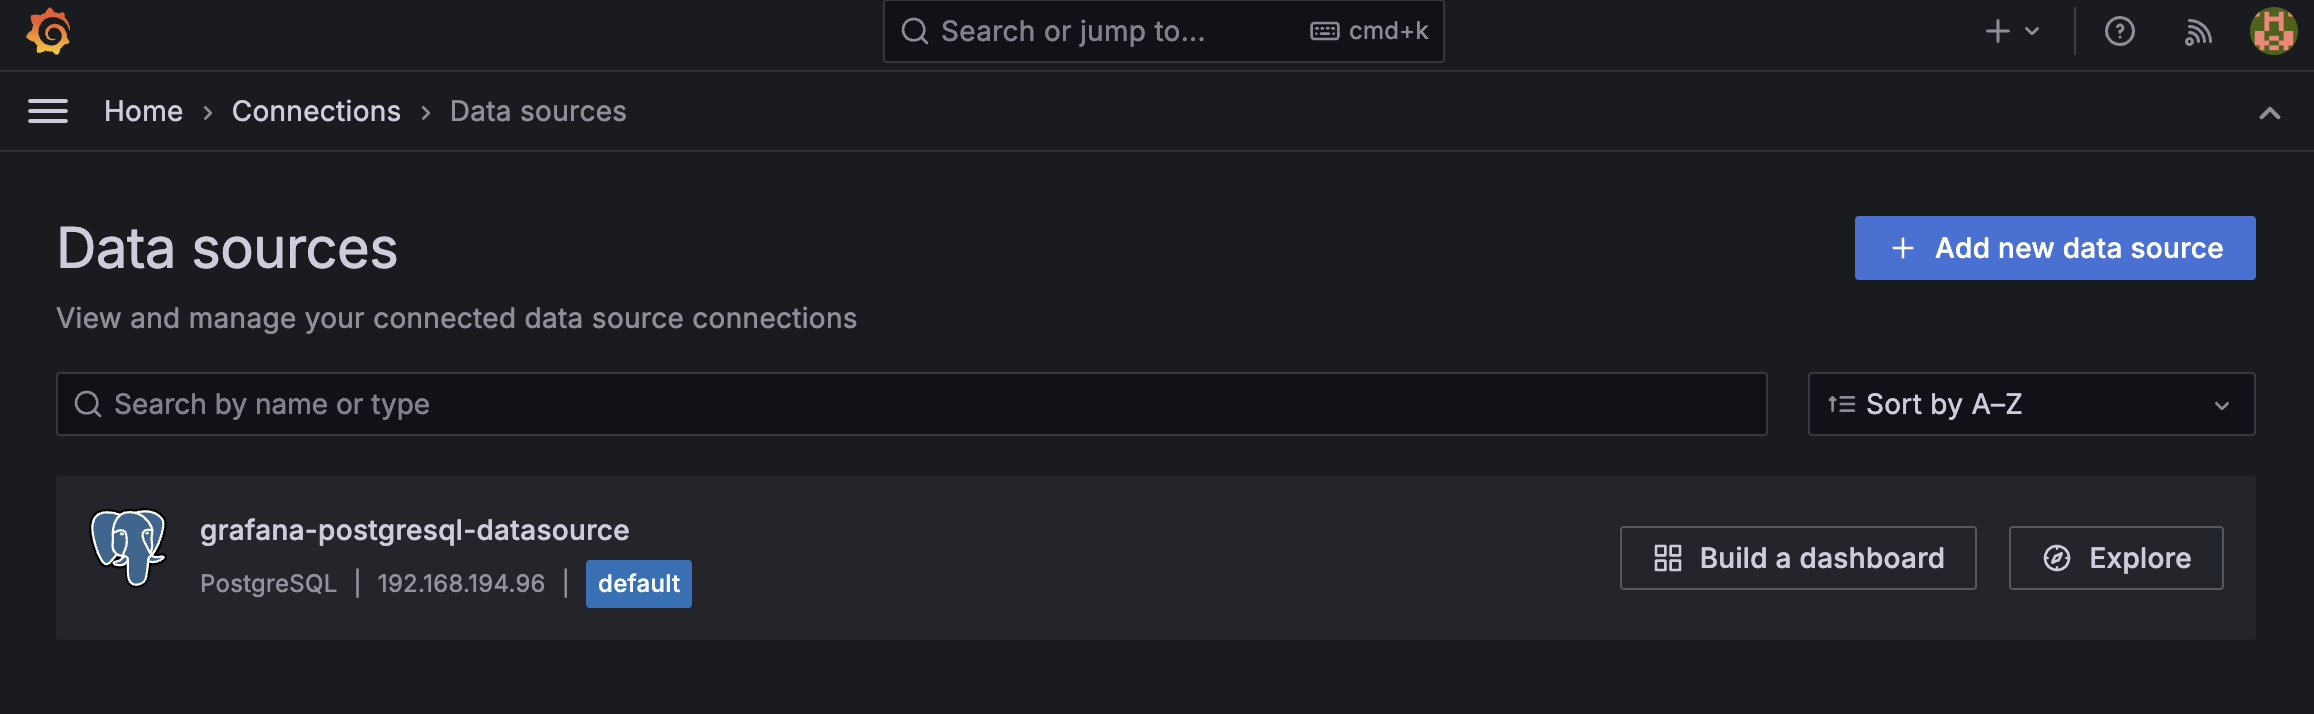 Search or jump to... cmd+k
Home › Connections › Data sources
Data sources
Add new data source
View and manage your connected data source connections
Search by name or type
Sort by A–Z
grafana-postgresql-datasource
PostgreSQL | 192.168.194.96 | default
Build a dashboard
Explore